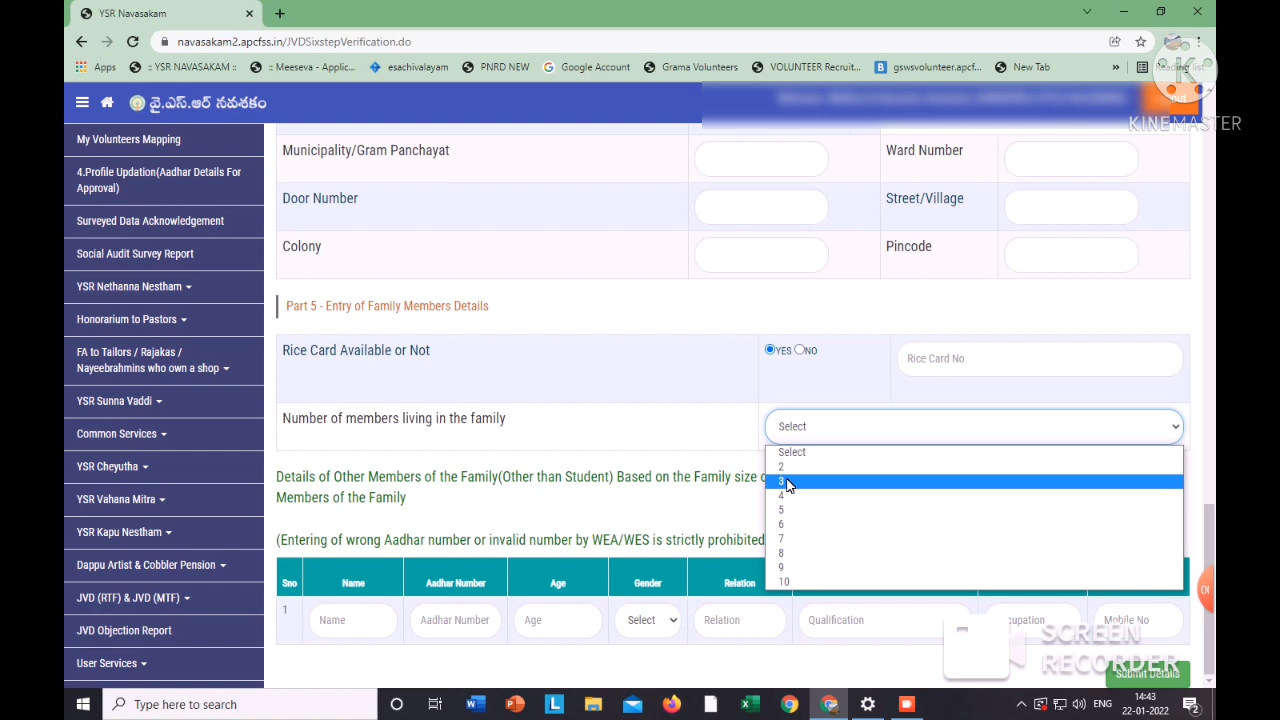 YSR Navasakam
navasakam2.apcfss.in/JVDSixstepVerification.do
Apps :: YSR NAVASAKAM :: :: Meeseva - Applic... esachivalayam PNRD NEW Google Account Grama Volunteers VOLUNTEER Recruit... gswsvolunteer.apcf... New Tab » Reading list
వై.ఎస్.ఆర్ నవశకం
KINEMASTER
My Volunteers Mapping
4.Profile Updation(Aadhar Details For
Approval)
Surveyed Data Acknowledgement
Social Audit Survey Report
YSR Nethanna Nestham
Honorarium to Pastors
FA to Tailors / Rajakas /
Nayeebrahmins who own a shop
YSR Sunna Vaddi
Common Services
YSR Cheyutha
YSR Vahana Mitra
YSR Kapu Nestham
Dappu Artist & Cobbler Pension
JVD (RTF) & JVD (MTF)
JVD Objection Report
User Services
Municipality/Gram Panchayat Ward Number
Door Number Street/Village
Colony Pincode
Part 5 - Entry of Family Members Details
Rice Card Available or Not YES NO Rice Card No
Number of members living in the family Select
Select
2
3
4
5
6
7
8
9
10
Details of Other Members of the Family(Other than Student) Based on the Family size
Members of the Family
(Entering of wrong Aadhar number or invalid number by WEA/WES is strictly prohibited
Sno Name Aadhar Number Age Gender Relation
1 Name Aadhar Number Age Select Relation Qualification Mobile No
SCREEN
RECORDER
Submit Details
Type here to search
ENG
14:43
22-01-2022